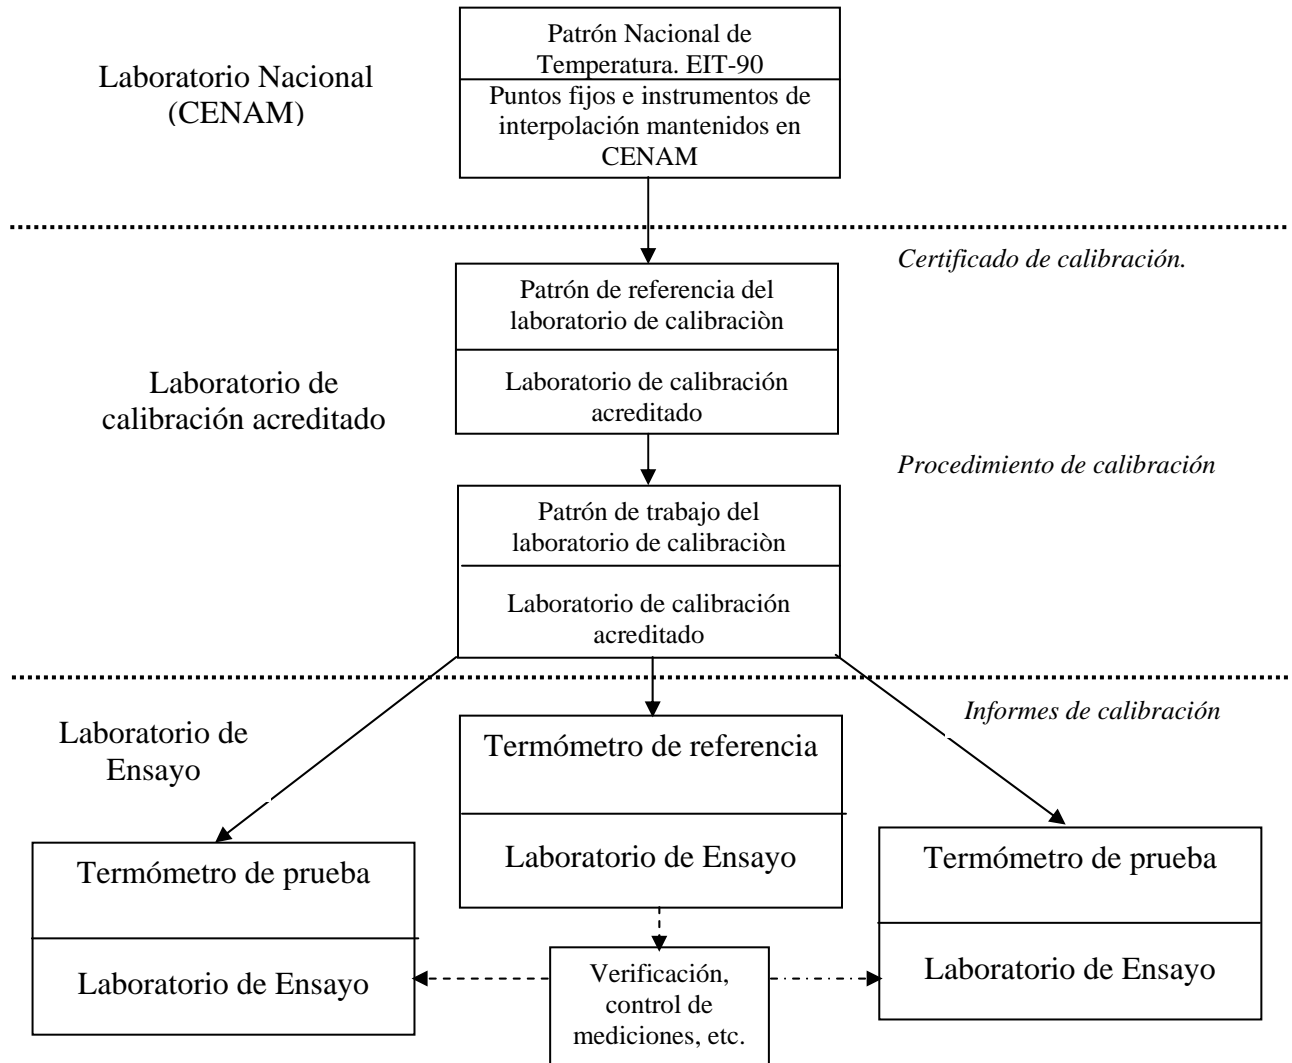 Laboratorio Nacional
(CENAM)
Patrón Nacional de
Temperatura. EIT-90
Puntos fijos e instrumentos de
interpolación mantenidos en
CENAM
Certificado de calibración.
Patrón de referencia del
laboratorio de calibraciòn
Laboratorio de calibración
acreditado
Laboratorio de
calibración acreditado
Procedimiento de calibración
Patrón de trabajo del
laboratorio de calibraciòn
Laboratorio de calibración
acreditado
Informes de calibración
Laboratorio de
Ensayo
Termómetro de referencia
Laboratorio de Ensayo
Termómetro de prueba
Laboratorio de Ensayo
Termómetro de prueba
Laboratorio de Ensayo
Verificación,
control de
mediciones, etc.